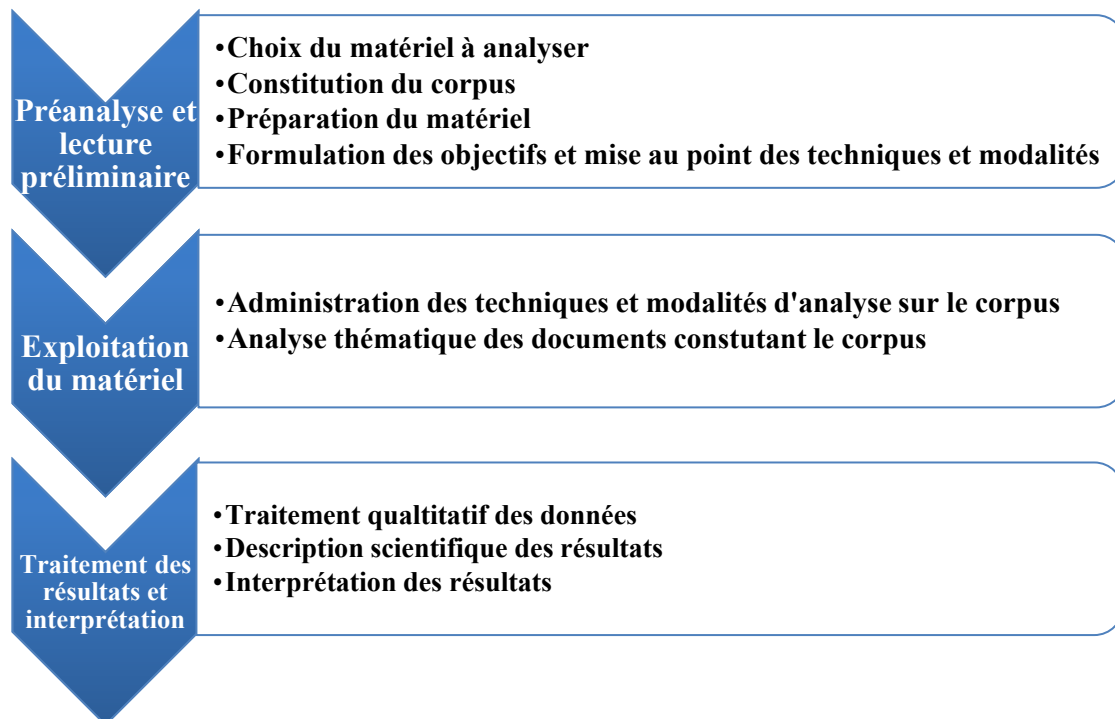 Préanalyse et
lecture
préliminaire
•Choix du matériel à analyser
•Constitution du corpus
•Préparation du matériel
•Formulation des objectifs et mise au point des techniques et modalités
Exploitation
du matériel
•Administration des techniques et modalités d'analyse sur le corpus
•Analyse thématique des documents constutant le corpus
Traitement des
résultats et
interprétation
•Traitement qualtitatif des données
•Description scientifique des résultats
•Interprétation des résultats